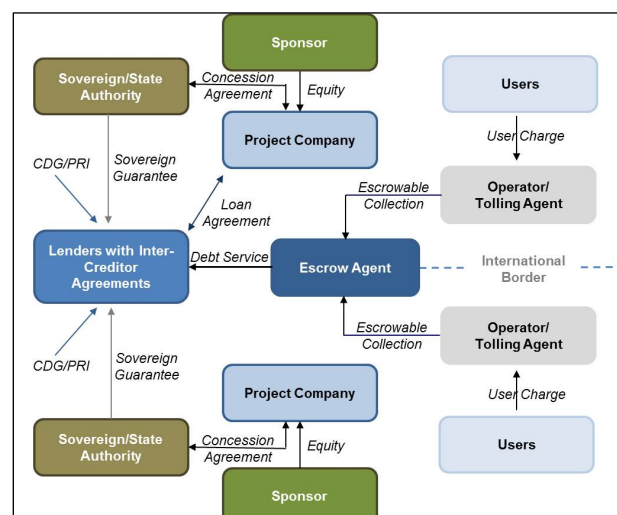 Sponsor
Sovereign/State
Authority
Concession
Agreement
Equity
Users
Project Company
User Charge
CDG/PRI
Sovereign
Guarantee
Loan
Agreement
Escrowable
Collection
Operator/
Tolling Agent
Lenders with Inter-
Creditor
Agreements
Debt Service
Escrow Agent
International
Border
Escrowable
Collection
Operator/
Tolling Agent
CDG/PRI
Sovereign
Guarantee
Project Company
User Charge
Sovereign/State
Authority
Concession
Agreement
Equity
Users
Sponsor